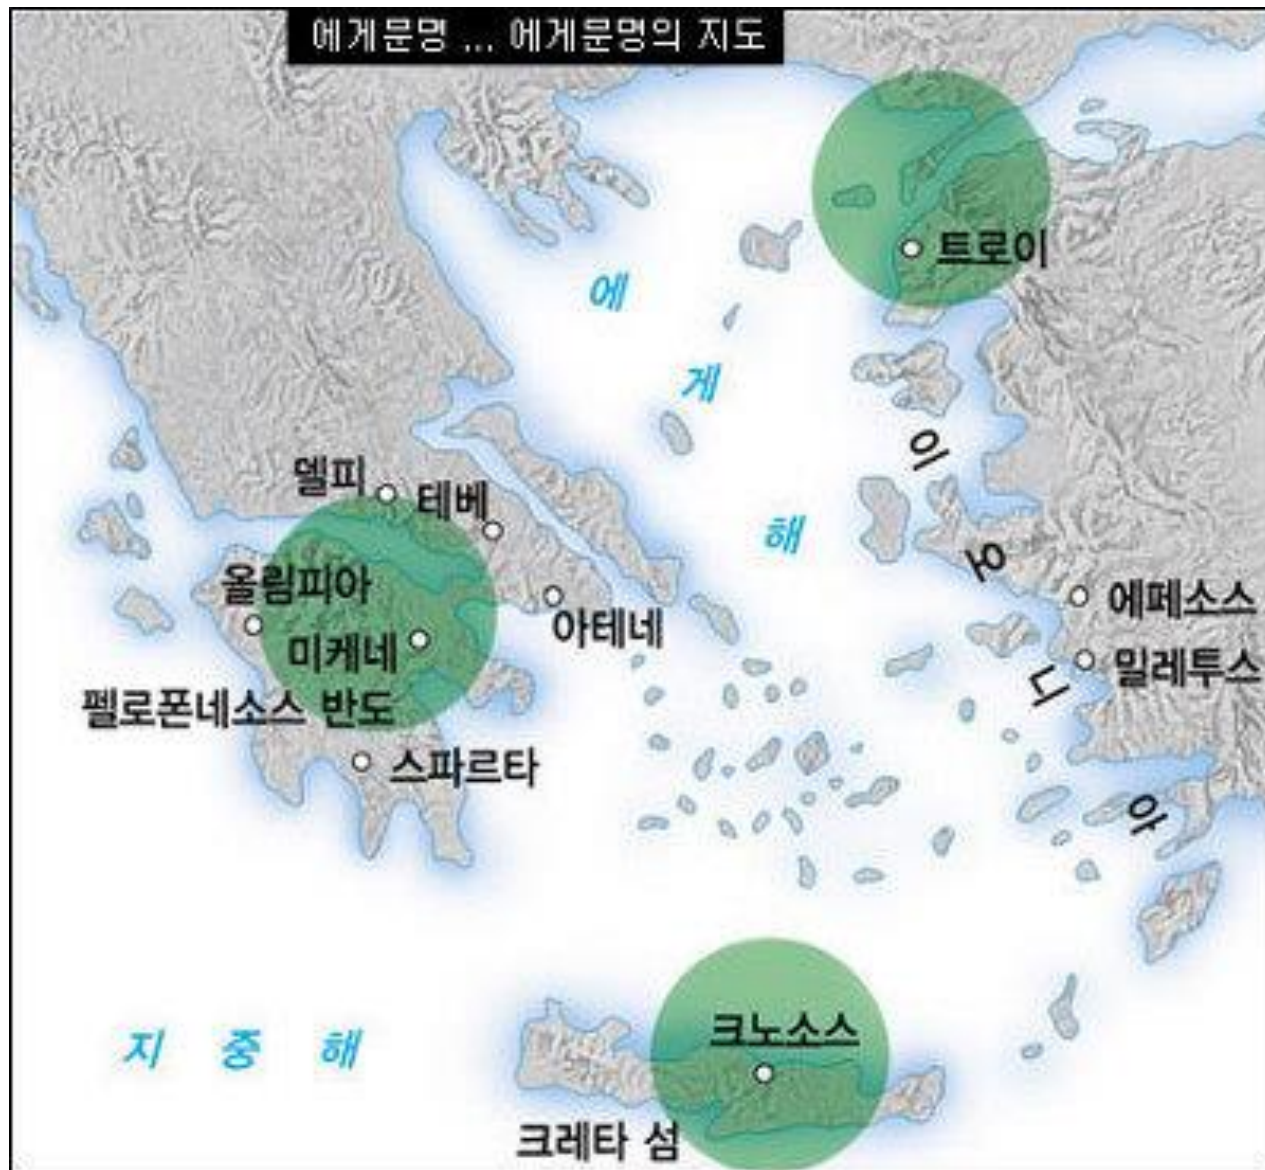 에게문명 ... 에게문명의 지도
트로이
에게해
이오니아
델피
테베
올림피아
아테네
미케네
에페소스
밀레투스
펠로폰네소스 반도
스파르타
크노소스
지중해
크레타 섬